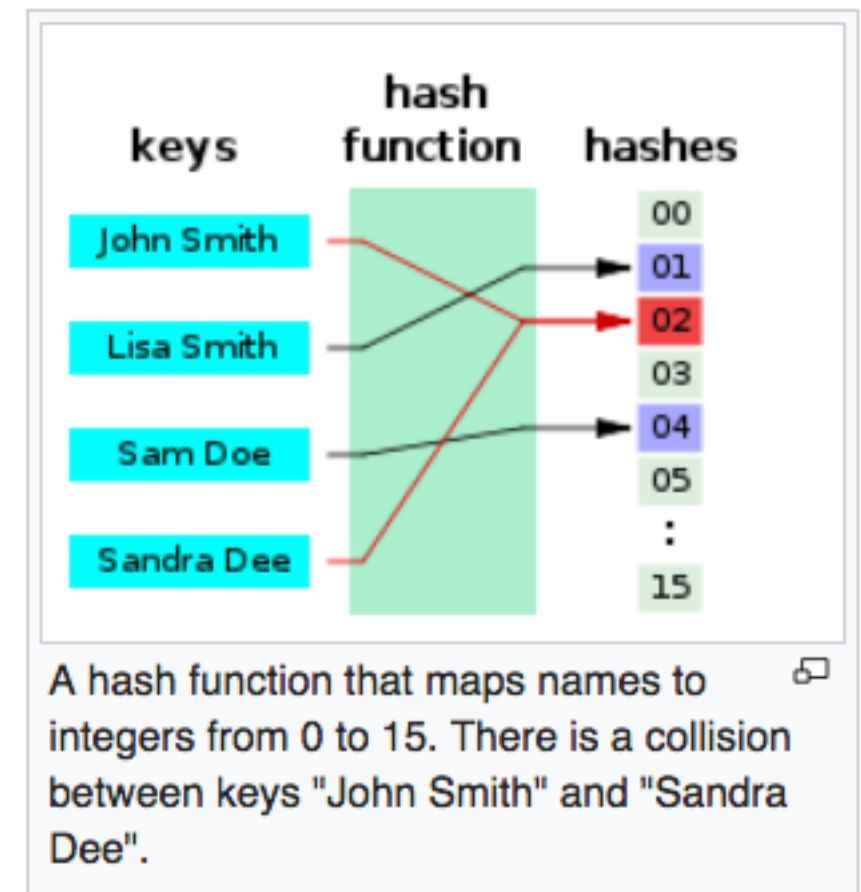 hash
keys function hashes
John Smith
Lisa Smith
Sam Doe
Sandra Dee
00
01
02
03
04
05
:
15
A hash function that maps names to
integers from 0 to 15. There is a collision
between keys "John Smith" and "Sandra
Dee".